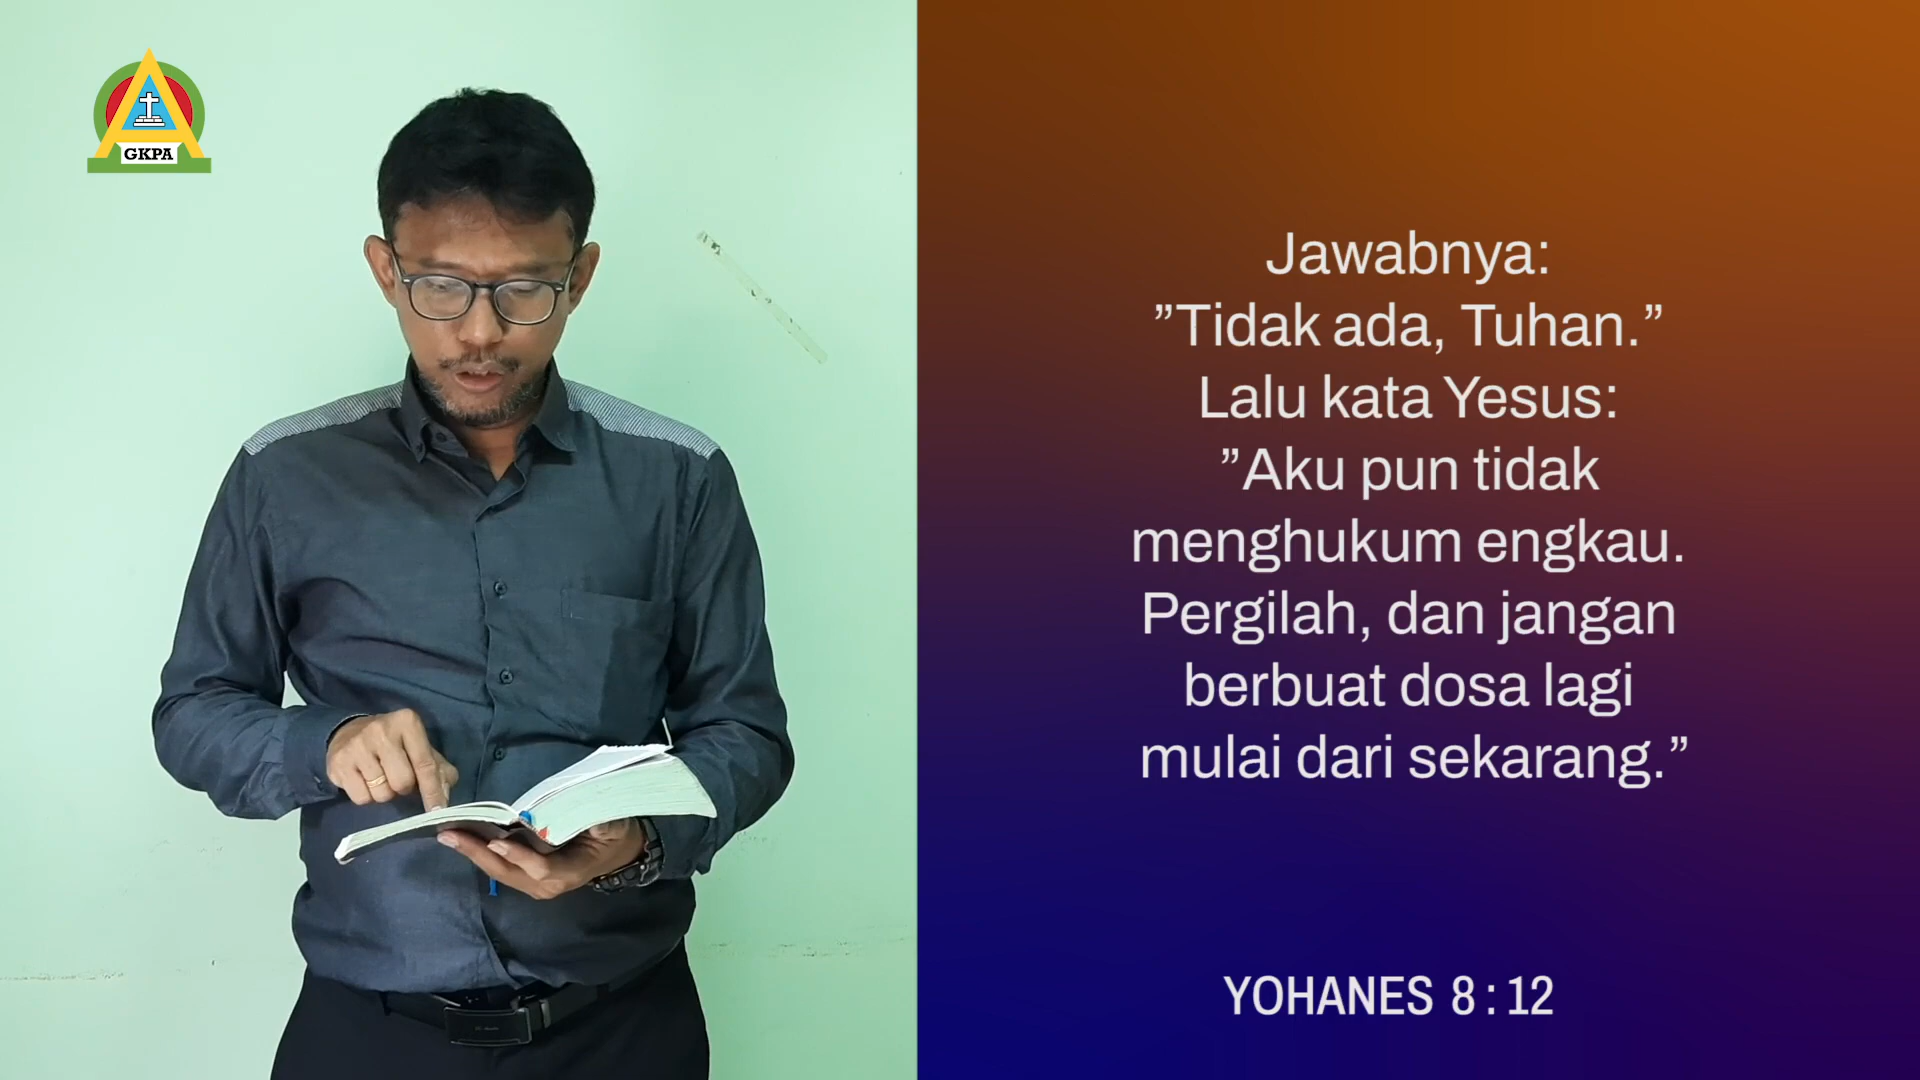 GKPA
Jawabnya:
”Tidak ada, Tuhan.”
Lalu kata Yesus:
”Aku pun tidak
menghukum engkau.
Pergilah, dan jangan
berbuat dosa lagi
mulai dari sekarang.”
YOHANES 8 : 12